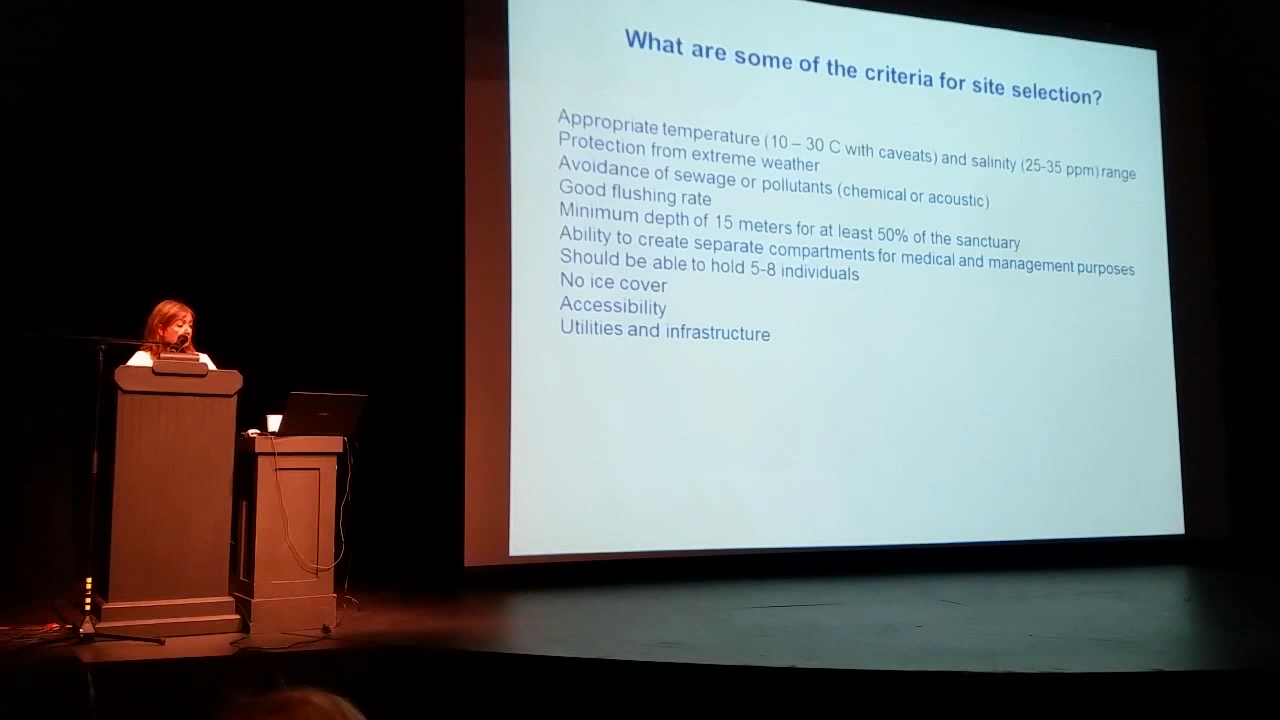 What are some of the criteria for site selection?
Appropriate temperature (10 – 30 C with caveats) and salinity (25-35 ppm) range
Protection from extreme weather
Avoidance of sewage or pollutants (chemical or acoustic)
Good flushing rate
Minimum depth of 15 meters for at least 50% of the sanctuary
Ability to create separate compartments for medical and management purposes
Should be able to hold 5-8 individuals
No ice cover
Accessibility
Utilities and infrastructure